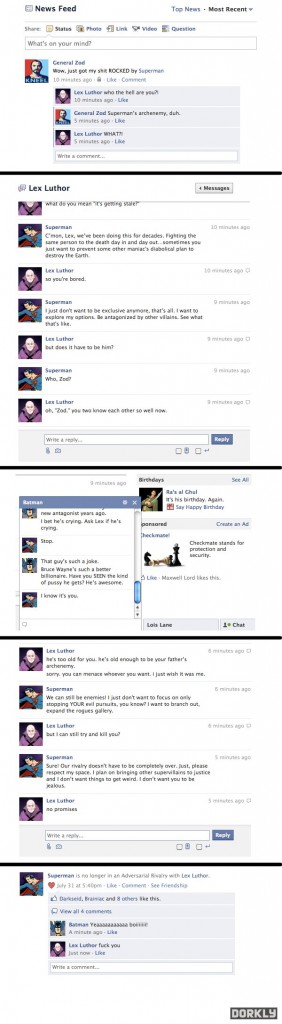 News Feed
Top News · Most Recent
Share: Status Photo Link Video Question
What's on your mind?
General Zod
Wow, just got my shit ROCKED by Superman
10 minutes ago · Like · Comment
Lex Luthor who the hell are you?!
10 minutes ago · Like
General Zod Superman's archenemy, duh.
5 minutes ago · Like
Lex Luthor WHAT?!
5 minutes ago · Like
Write a comment...
Lex Luthor
+ Messages
what do you mean "it's getting stale?"
Superman
10 minutes ago
C'mon, Lex, we've been doing this for decades. Fighting the
same person to the death day in and day out...sometimes you
just want to prevent some other maniac's diabolical plan to
destroy the Earth.
Lex Luthor
10 minutes ago
so you're bored.
Superman
9 minutes ago
I just don't want to be exclusive anymore, that's all. I want to
explore my options. Be antagonized by other villains. See what
that's like.
Lex Luthor
9 minutes ago
but does it have to be him?
Superman
9 minutes ago
Who, Zod?
Lex Luthor
9 minutes ago
oh, "Zod." you two know each other so well now.
Write a reply...
Reply
9 minutes ago
Batman
new antagonist years ago.
I bet he's crying. Ask Lex if he's
crying.
Stop.
That guy's such a joke.
Bruce Wayne's such a better
billionaire. Have you SEEN the kind
of pussy he gets? He's awesome.
I know it's you.
Birthdays
See All
Ra's al Ghul
It's his birthday. Again.
Say Happy Birthday
ponsored
Create an Ad
Checkmate!
Checkmate stands for
protection and
security.
Like · Maxwell Lord likes this.
Lois Lane
Chat
Lex Luthor
6 minutes ago
he's too old for you. he's old enough to be your father's
archenemy.
sorry. you can menace whoever you want. I just wish it was me.
Superman
6 minutes ago
We can still be enemies! I just don't want to focus on only
stopping YOUR evil pursuits, you know? I want to branch out,
expand the rogues gallery.
Lex Luthor
6 minutes ago
but I can still try and kill you?
Superman
5 minutes ago
Sure! Our rivalry doesn't have to be completely over. Just, please
respect my space. I plan on bringing other supervillains to justice
and I don't want things to get weird. I don't want you to be
jealous.
Lex Luthor
5 minutes ago
no promises
Write a reply...
Reply
Superman is no longer in an Adversarial Rivalry with Lex Luthor.
July 31 at 5:40pm · Like · Comment · See Friendship
Darkseid, Brainiac and 8 others like this.
View all 4 comments
Lex Luthor fuck you
Just now · Like
A minute ago · Like
Write a comment...
DORKLY